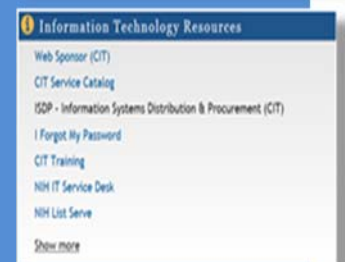 Information Technology Resources
Web Sponsor (CIT)
CIT Service Catalog
ISDP - Information Systems Distribution & Procurement (CIT)
I Forgot My Password
CIT Training
NIH IT Service Desk
NIH List Serve
Show more